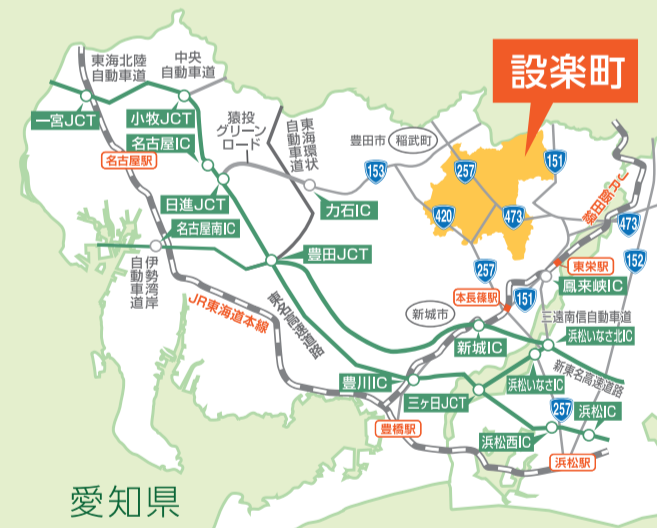 東海北陸
自動車道
中央
自動車道
設楽町
一宮JCT
小牧JCT
猿投
グリーン
ロード
東海環状
自動車道
豊田市
稲武町
名古屋IC
名古屋駅
153
257
151
JR飯田線
日進JCT
力石IC
420
473
473
名古屋南IC
豊田JCT
257
152
東栄駅
鳳来峡IC
伊勢湾岸
自動車道
JR東海道本線
東名高速道路
本長篠駅
151
新城市
三遠南信自動車道
浜松いなさ北IC
新城IC
新東名高速道路
豊川IC
浜松いなさIC
三ヶ日JCT
257
浜松IC
豊橋駅
浜松西IC
浜松駅
愛知県